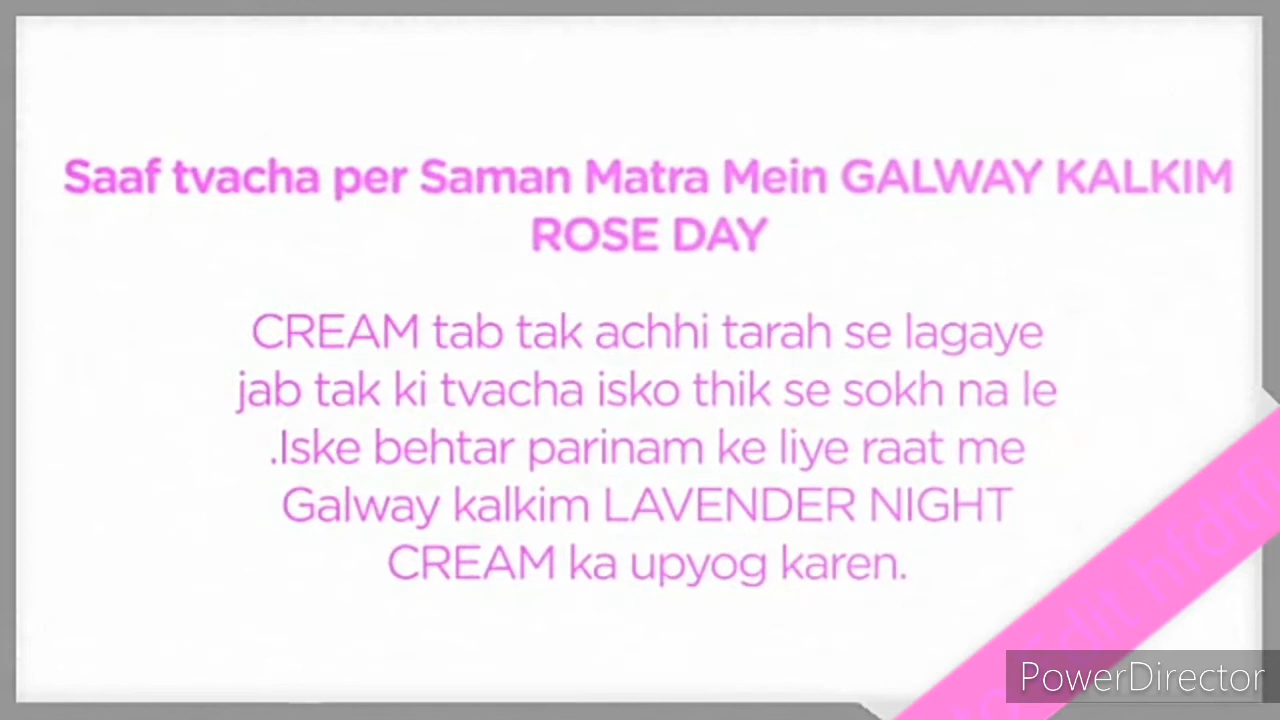 Saaf tvacha per Saman Matra Mein GALWAY KALKIM
ROSE DAY
CREAM tab tak achhi tarah se lagaye
jab tak ki tvacha isko thik se sokh na le
.Iske behtar parinam ke liye raat me
Galway kalkim LAVENDER NIGHT
CREAM ka upyog karen.
PowerDirector